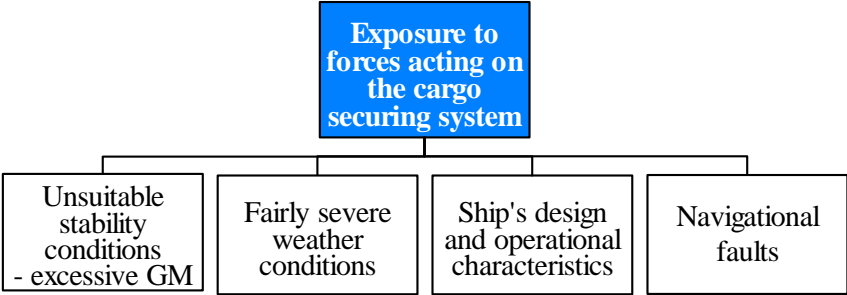 Exposure to
forces acting on
the cargo
securing system
Unsuitable
stability
conditions
- excessive GM
Fairly severe
weather
conditions
Ship's design
and operational
characteristics
Navigational
faults